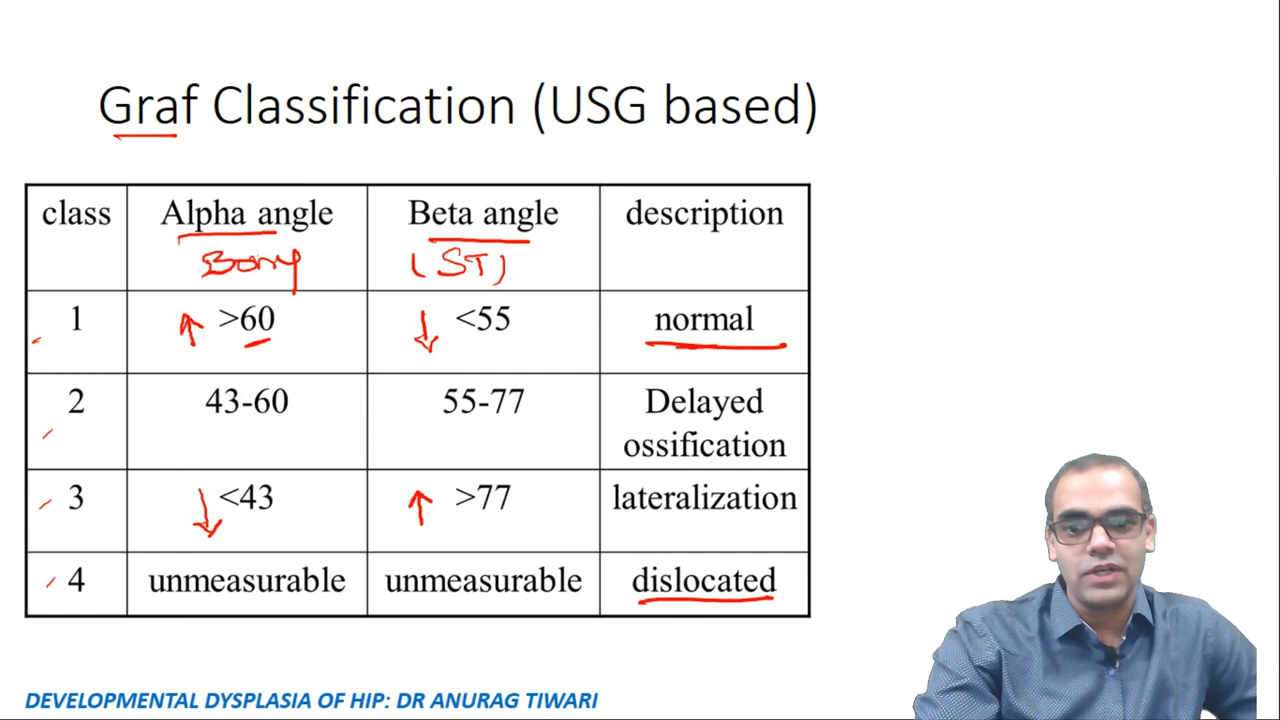 Graf Classification (USG based)
class Alpha angle Beta angle description
Bony (ST)
1 ↑ >60 ↓ <55 normal
2 43-60 55-77 Delayed
ossification
3 ↓ <43 ↑ >77 lateralization
4 unmeasurable unmeasurable dislocated
DEVELOPMENTAL DYSPLASIA OF HIP: DR ANURAG TIWARI